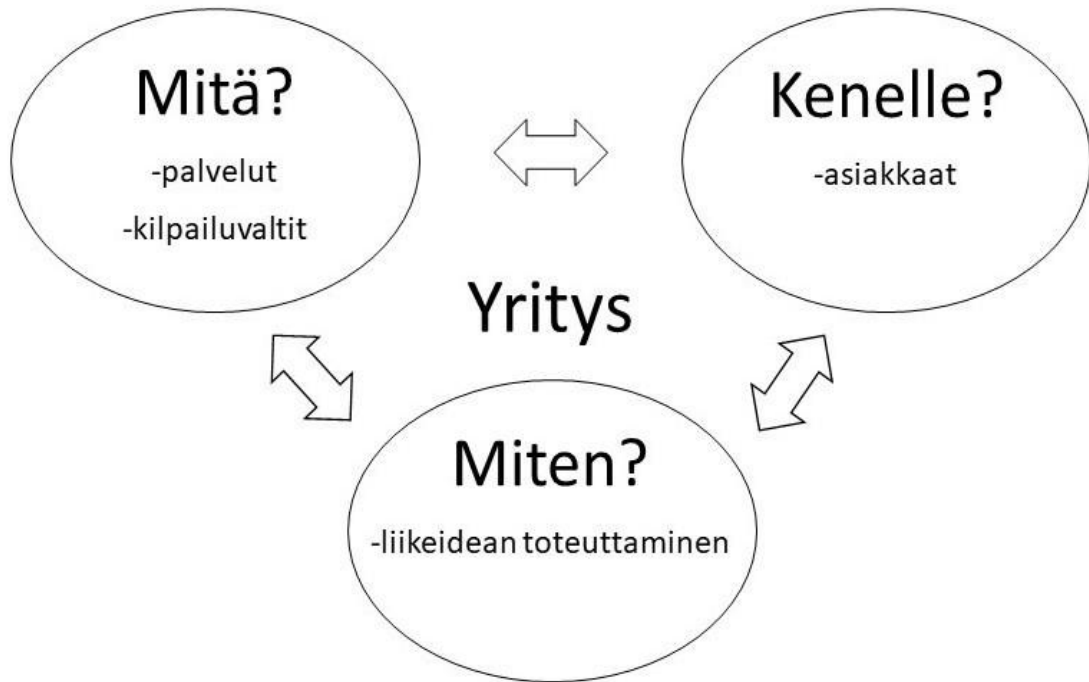 Mitä?
-palvelut
-kilpailuvaltit
Kenelle?
-asiakkaat
Yritys
Miten?
-liikeidean toteuttaminen